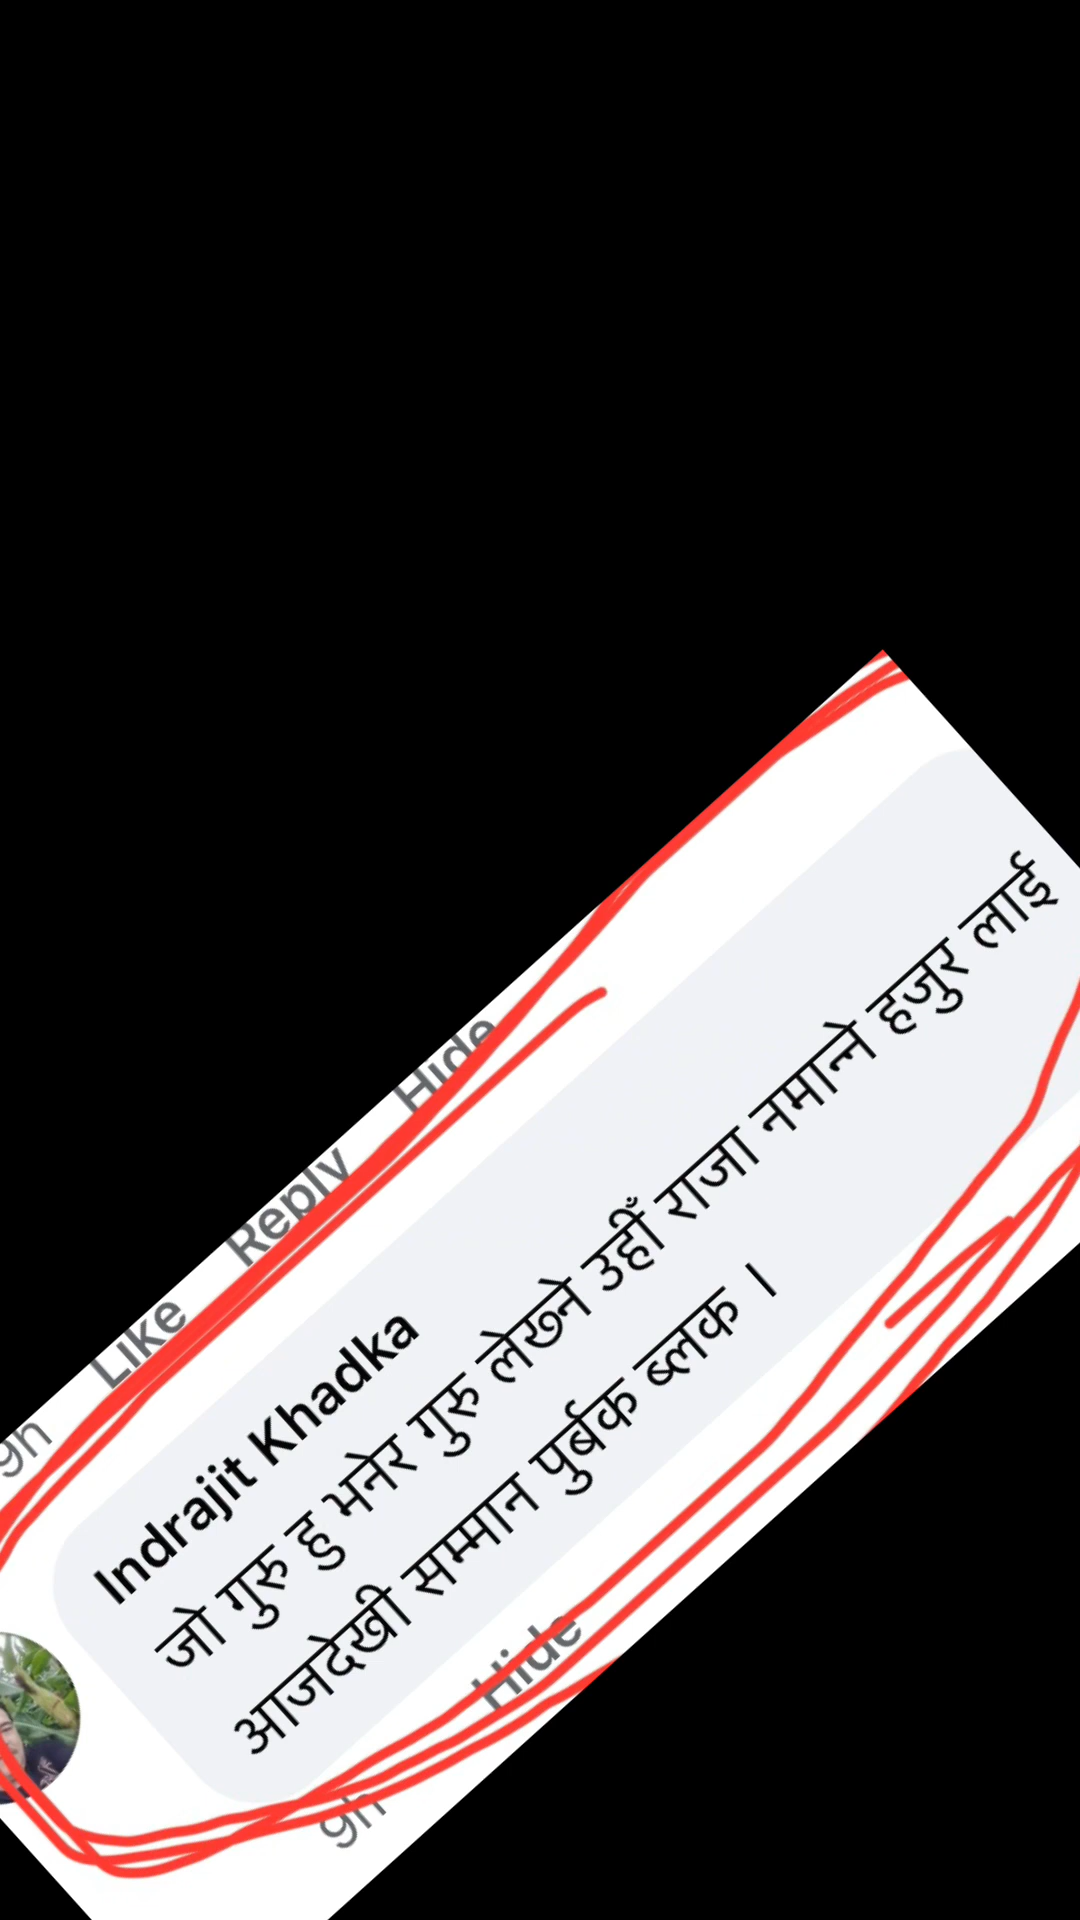 9h Like Reply Hide
Indrajit Khadka
जो गुरु हु भनेर गुरु लेख्ने उहीँ राजा नमान्ने हजुर लाई
आजदेखी सम्मान पुर्बक ब्लक ।
9h Hide